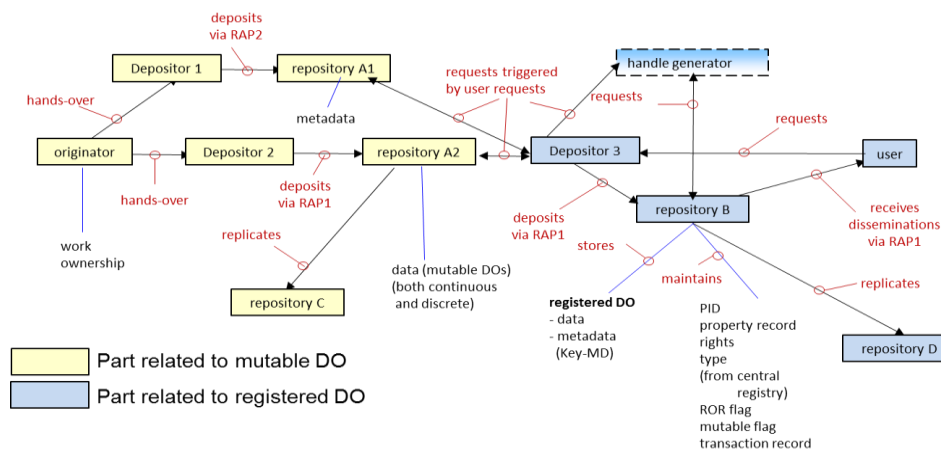 deposits
via RAP2
Depositor 1
repository A1
handle generator
requests triggered
by user requests
requests
hands-over
metadata
requests
originator
Depositor 2
repository A2
Depositor 3
user
hands-over
deposits
via RAP1
deposits
via RAP1
repository B
receives
disseminations
via RAP1
work
ownership
replicates
data (mutable DOs)
(both continuous
and discrete)
stores
maintains
replicates
repository C
registered DO
- data
- metadata
(Key-MD)
PID
property record
rights
type
(from central
registry)
ROR flag
mutable flag
transaction record
repository D
Part related to mutable DO
Part related to registered DO